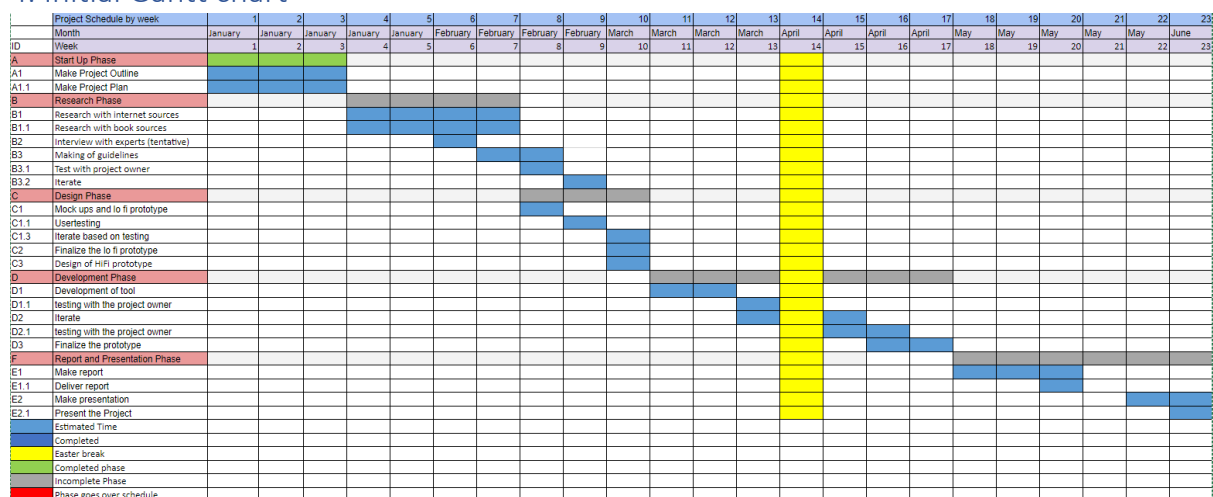 4. Initial Gantt chart
Project Schedule by week 1 2 3 4 5 6 7 8 9 10 11 12 13 14 15 16 17 18 19 20 21 22 23
Month January January January January January February February February February March March March March April April April April May May May May May June
ID Week 1 2 3 4 5 6 7 8 9 10 11 12 13 14 15 16 17 18 19 20 21 22 23
A Start Up Phase
A1 Make Project Outline
A1.1 Make Project Plan
B Research Phase
B1 Research with internet sources
B1.1 Research with book sources
B2 Interview with experts (tentative)
B3 Making of guidelines
B3.1 Test with project owner
B3.2 Iterate
C Design Phase
C1 Mock ups and lo fi prototype
C1.1 Usertesting
C1.3 Iterate based on testing
C2 Finalize the lo fi prototype
C3 Design of HiFi prototype
D Development Phase
D1 Development of tool
D1.1 testing with the project owner
D2 Iterate
D2.1 testing with the project owner
D3 Finalize the prototype
F Report and Presentation Phase
E1 Make report
E1.1 Deliver report
E2 Make presentation
E2.1 Present the Project
Estimated Time
Completed
Easter break
Completed phase
Incomplete Phase
Phase goes over schedule